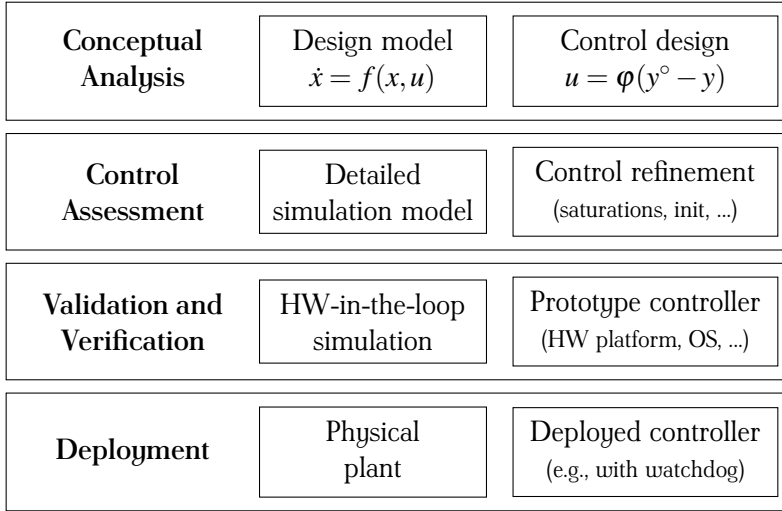 Conceptual
Analysis
Design model
ẋ = f(x,u)
Control design
u = φ(y° − y)
Control
Assessment
Detailed
simulation model
Control refinement
(saturations, init, ...)
Validation and
Verification
HW-in-the-loop
simulation
Prototype controller
(HW platform, OS, ...)
Deployment
Physical
plant
Deployed controller
(e.g., with watchdog)